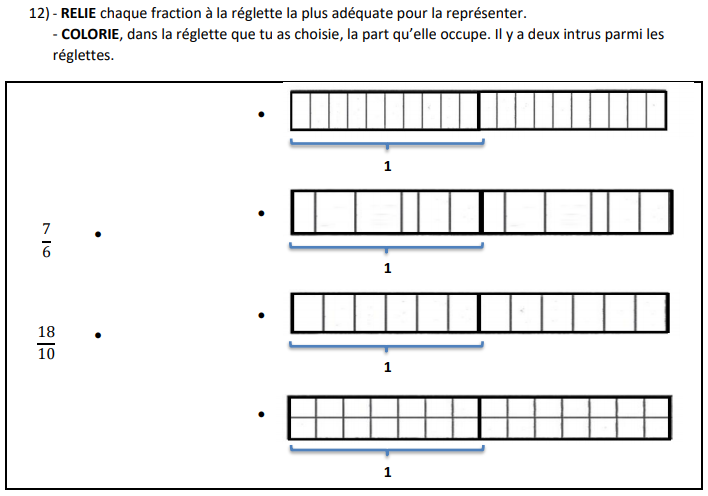 12) - RELIE chaque fraction à la réglette la plus adéquate pour la représenter.
- COLORIE, dans la réglette que tu as choisie, la part qu'elle occupe. Il y a deux intrus parmi les
réglettes.
1
7
6
1
18
10
1
1